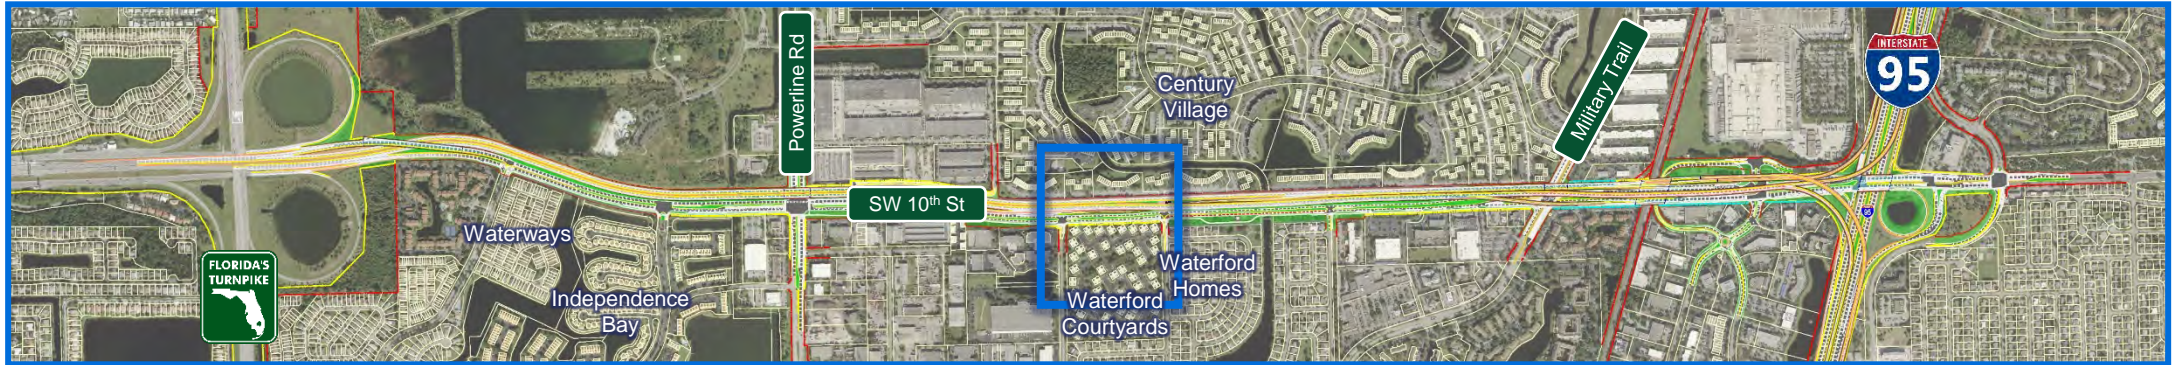 FLORIDA'S
TURNPIKE
Waterways
Independence
Bay
Powerline Rd
SW 10th St
Century
Village
Waterford
Courtyards
Waterford
Homes
Military Trail
INTERSTATE
95
95